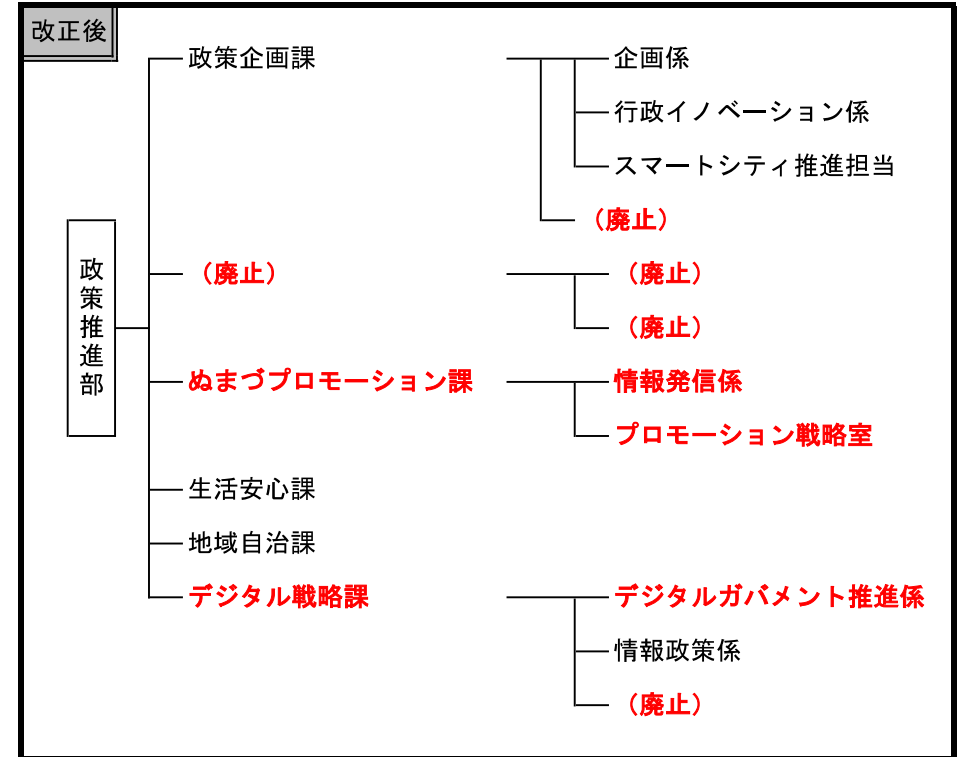 改正後
政策企画課
企画係
行政イノベーション係
スマートシティ推進担当
（廃止）
政策推進部
（廃止）
（廃止）
（廃止）
ぬまづプロモーション課
情報発信係
プロモーション戦略室
生活安心課
地域自治課
デジタル戦略課
デジタルガバメント推進係
情報政策係
（廃止）